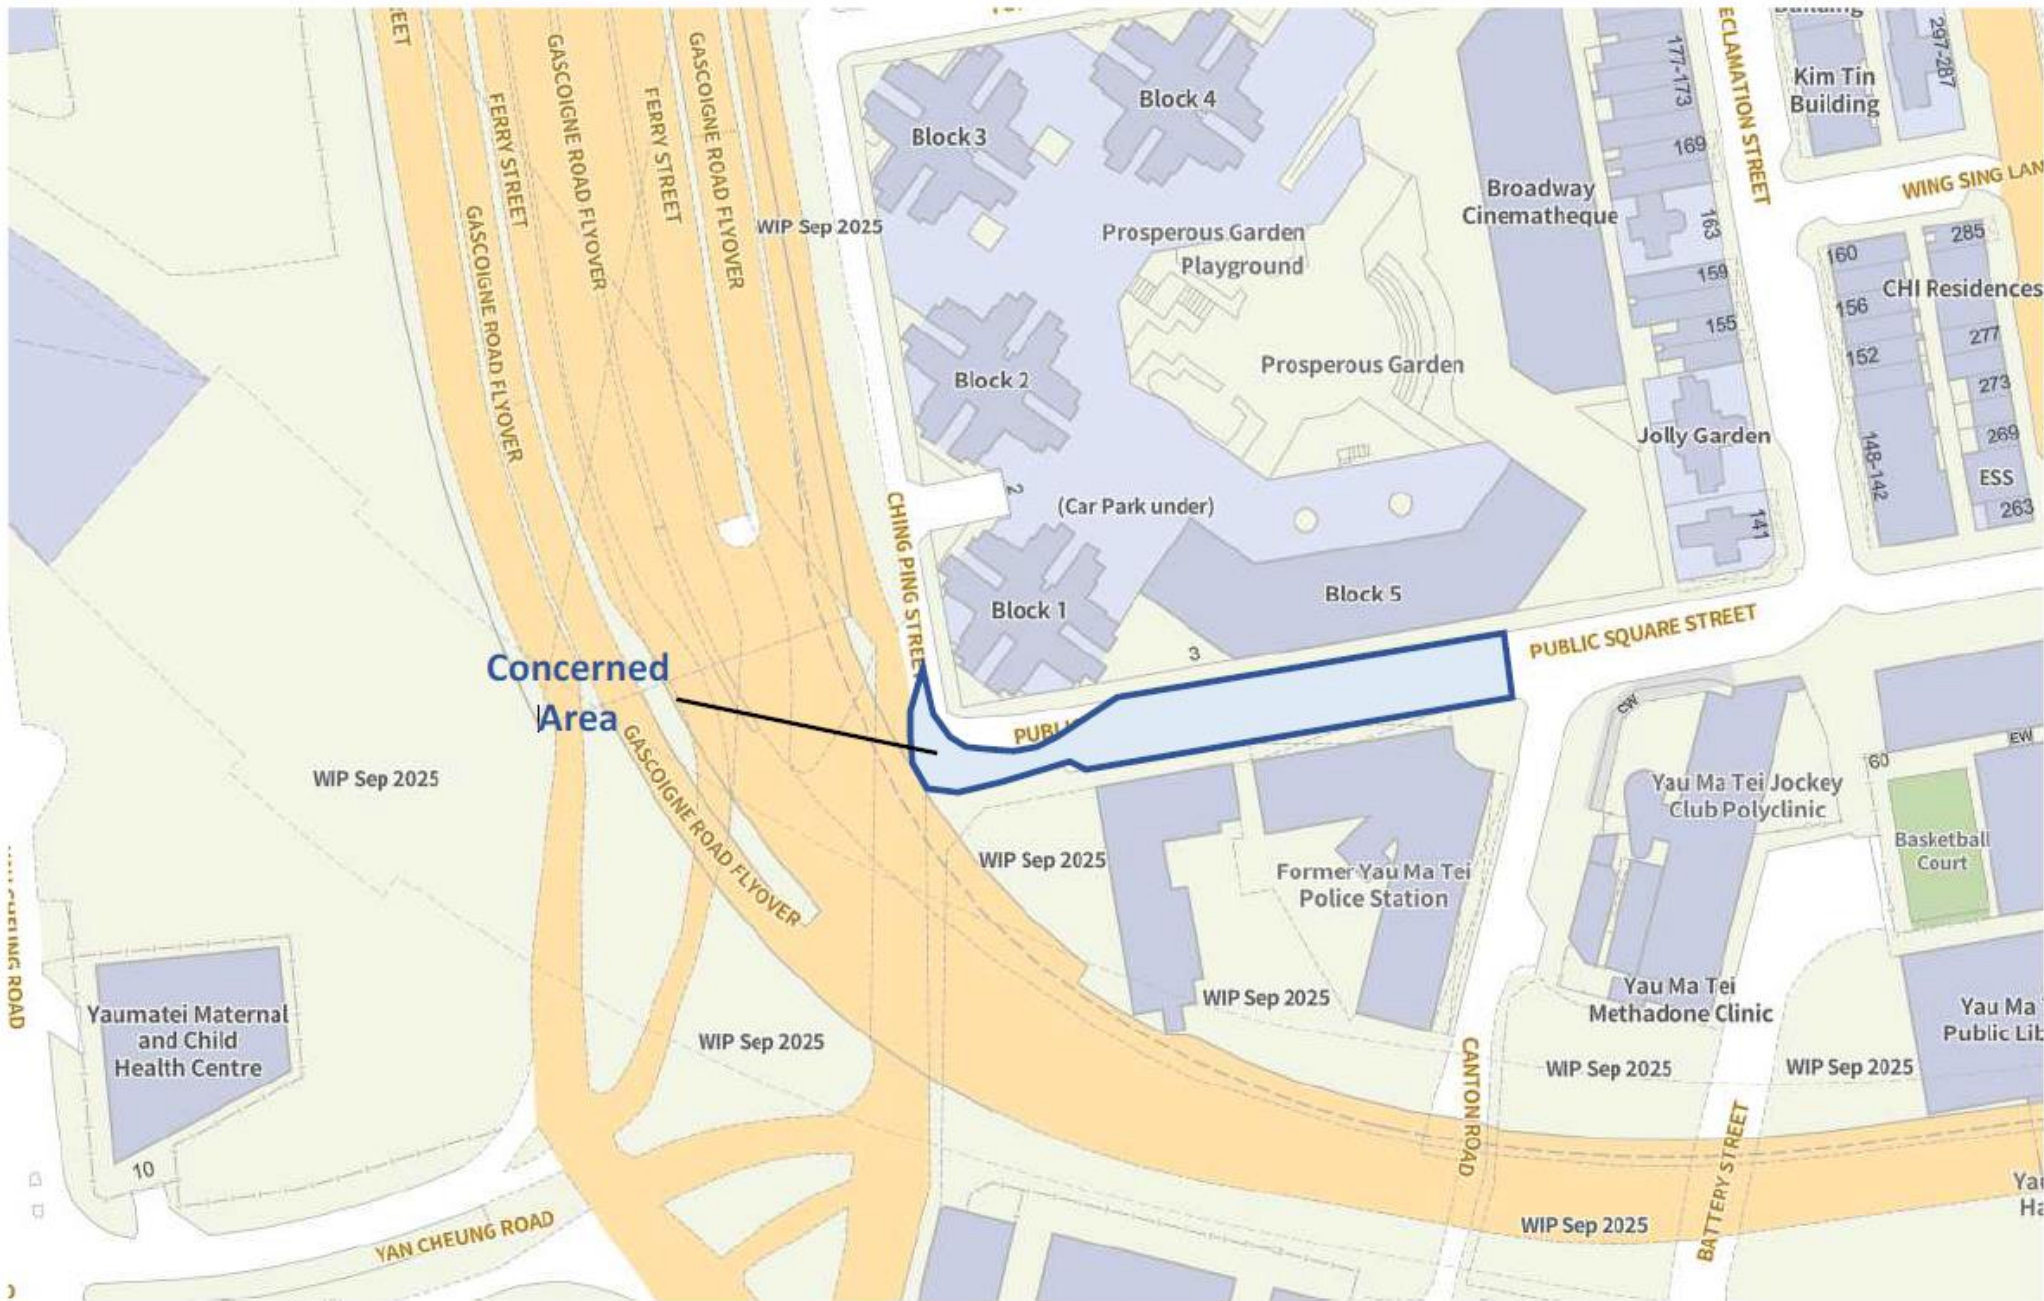 GASCOIGNE ROAD FLYOVER
FERRY STREET
GASCOIGNE ROAD FLYOVER
FERRY STREET
GASCOIGNE ROAD FLYOVER
WIP Sep 2025
Block 3
Block 4
Prosperous Garden
Playground
Broadway
Cinematheque
177-173
169
163
159
155
Kim Tin
Building
297-287
WING SING LAN
285
160
CHI Residences
156
277
152
273
269
148-142
ESS
263
Block 2
Prosperous Garden
Jolly Garden
141
2
(Car Park under)
CHING PING STREE
Block 1
Block 5
3
PUBLIC SQUARE STREET
Concerned
Area
PUBLI
GASCOIGNE ROAD FLYOVER
WIP Sep 2025
WIP Sep 2025
Former Yau Ma Tei
Police Station
CW
Yau Ma Tei Jockey
Club Polyclinic
60
EW
Basketball
Court
WIP Sep 2025
Yau Ma Tei
Methadone Clinic
Yau Ma
Public Lib
Yaumatei Maternal
and Child
Health Centre
WIP Sep 2025
CANTON ROAD
WIP Sep 2025
WIP Sep 2025
BATTERY STREET
10
YAN CHEUNG ROAD
WIP Sep 2025